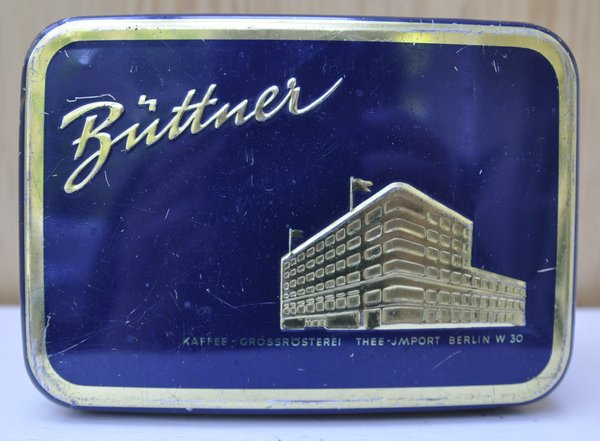 Büttner
KAFFEE-GROSSRÖSTEREI THEE-JMPORT BERLIN W 30